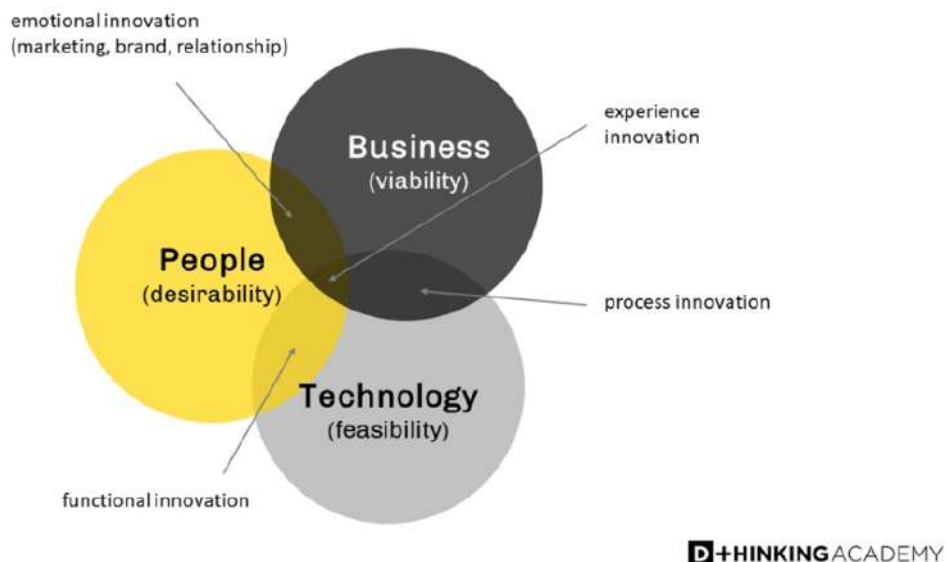 emotional innovation
(marketing, brand, relationship)
Business
(viability)
experience
innovation
People
(desirability)
process innovation
Technology
(feasibility)
functional innovation
D+HINKING ACADEMY